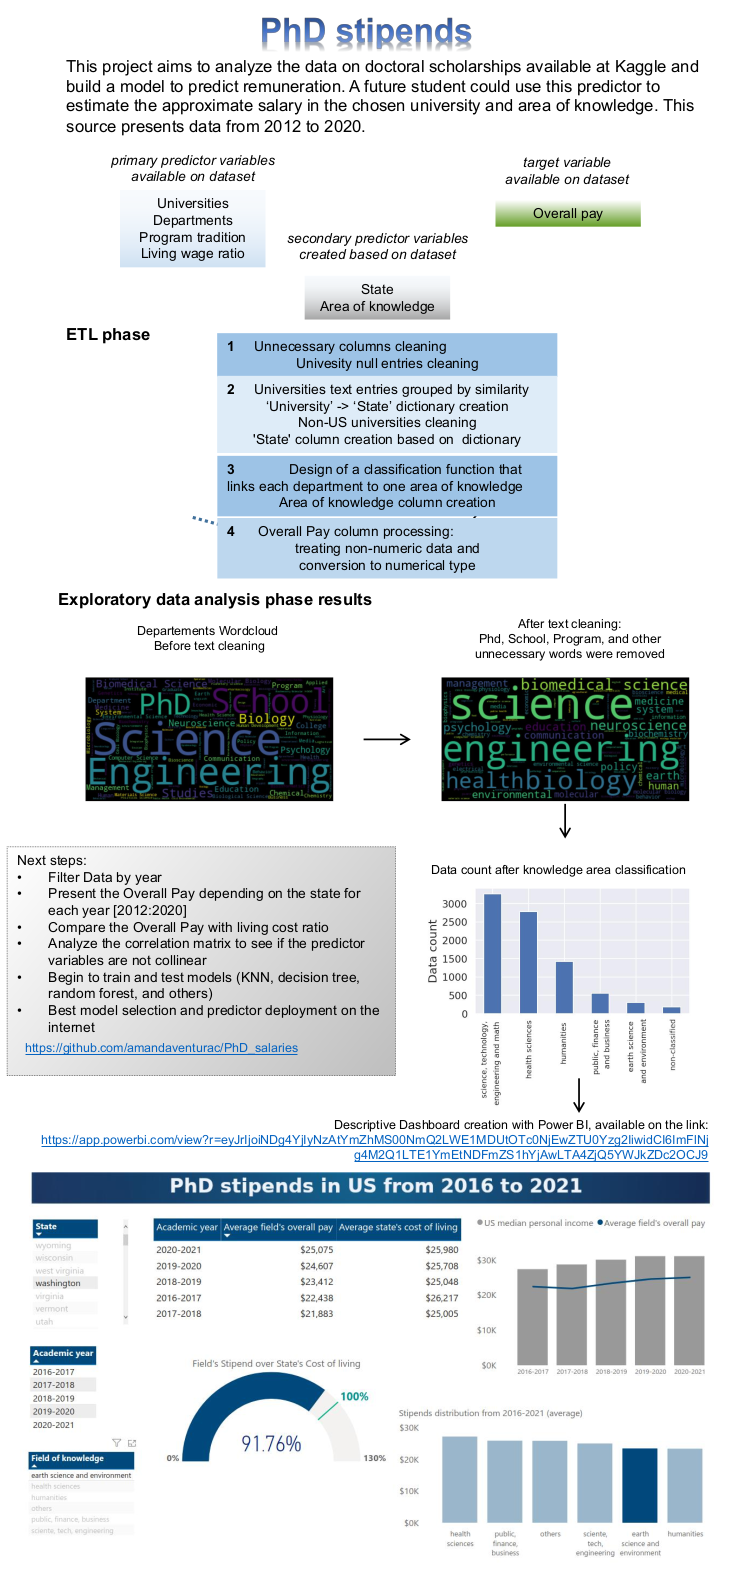 PhD stipends
This project aims to analyze the data on doctoral scholarships available at Kaggle and
build a model to predict remuneration. A future student could use this predictor to
estimate the approximate salary in the chosen university and area of knowledge. This
source presents data from 2012 to 2020.
primary predictor variables
available on dataset
Universities
Departments
Program tradition
Living wage ratio
target variable
available on dataset
Overall pay
secondary predictor variables
created based on dataset
State
Area of knowledge
ETL phase
1 Unnecessary columns cleaning
Univesity null entries cleaning
2 Universities text entries grouped by similarity
‘University’ -> ‘State’ dictionary creation
Non-US universities cleaning
'State' column creation based on dictionary
3 Design of a classification function that
links each department to one area of knowledge
Area of knowledge column creation
4 Overall Pay column processing:
treating non-numeric data and
conversion to numerical type
Exploratory data analysis phase results
Departements Wordcloud
Before text cleaning
After text cleaning:
Phd, School, Program, and other
unnecessary words were removed
Biomedical Science
Program
Department
PhD
School
System
Neuroscience
Biology
College
Science
Psychology
Communication
Engineering
Management
Studies
Education
Chemical
management
biomedical science
science
medicine
system
psychology
education
neuroscience
communication
biochemistry
engineering
policy
health
biology
earth
human
environmental
molecular
Next steps:
• Filter Data by year
• Present the Overall Pay depending on the state for
each year [2012:2020]
• Compare the Overall Pay with living cost ratio
• Analyze the correlation matrix to see if the predictor
variables are not collinear
• Begin to train and test models (KNN, decision tree,
random forest, and others)
• Best model selection and predictor deployment on the
internet
https://github.com/amandaventurac/PhD_salaries
Data count after knowledge area classification
Data count
3000
2500
2000
1500
1000
500
0
science, technology,
engineering and math
health sciences
humanities
public, finance
and business
earth science
and environment
non-classified
Descriptive Dashboard creation with Power BI, available on the link:
https://app.powerbi.com/view?r=eyJrIjoiNDg4YjIyNzAtYmZhMS00NmQ2LWE1MDUtOTc0NjEwZTU0Yzg2IiwidCI6ImFlNj
g4M2Q1LTE1YmEtNDFmZS1hYjAwLTA4ZjQ5YWJkZDc2OCJ9
PhD stipends in US from 2016 to 2021
State
wyoming
wisconsin
west virginia
washington
virginia
vermont
utah
Academic year Average field's overall pay Average state's cost of living
2020-2021 $25,075 $25,980
2019-2020 $24,607 $25,708
2018-2019 $23,412 $25,048
2016-2017 $22,438 $26,217
2017-2018 $21,883 $25,005
US median personal income Average field's overall pay
$30K
$20K
$10K
$0K
2016-2017 2017-2018 2018-2019 2019-2020 2020-2021
Academic year
2016-2017
2017-2018
2018-2019
2019-2020
2020-2021
Field's Stipend over State's Cost of living
100%
91.76%
0%
130%
Field of knowledge
earth science and environment
health sciences
humanities
others
public, finance, business
sciente, tech, engineering
Stipends distribution from 2016-2021 (average)
$30K
$20K
$10K
$0K
health
sciences
public,
finance,
business
others
sciente,
tech,
engineering
earth
science and
environment
humanities